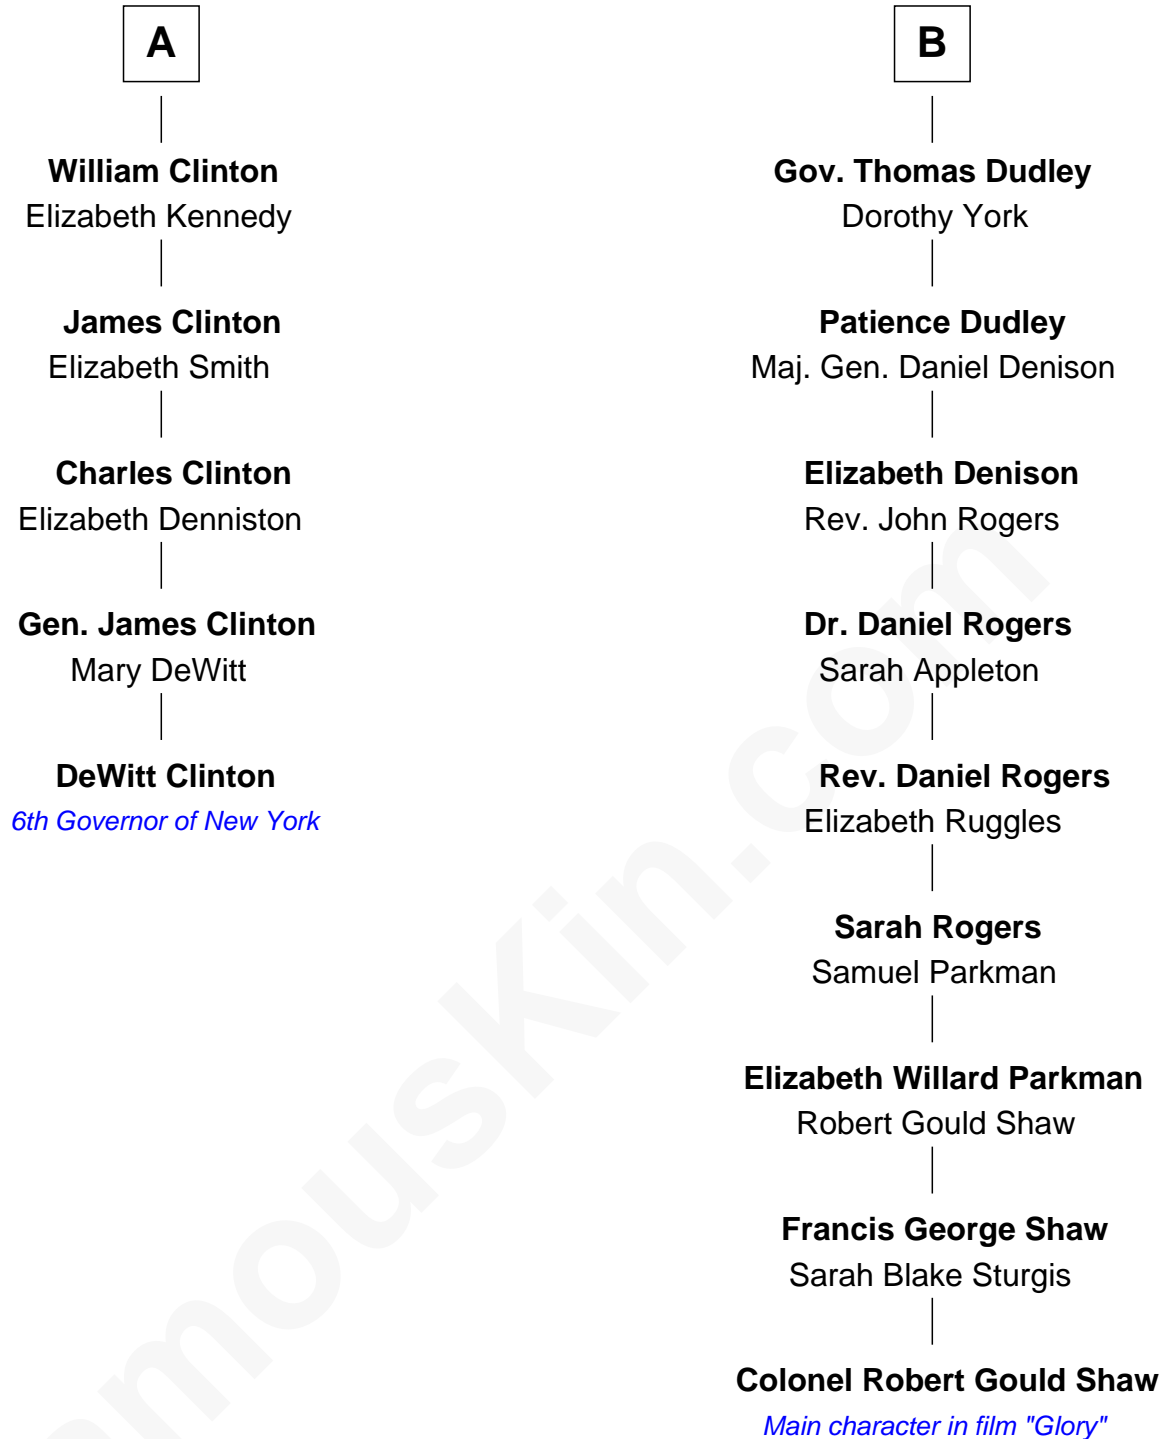 A
William Clinton
Elizabeth Kennedy
James Clinton
Elizabeth Smith
Charles Clinton
Elizabeth Denniston
Gen. James Clinton
Mary DeWitt
DeWitt Clinton
6th Governor of New York
B
Gov. Thomas Dudley
Dorothy York
Patience Dudley
Maj. Gen. Daniel Denison
Elizabeth Denison
Rev. John Rogers
Dr. Daniel Rogers
Sarah Appleton
Rev. Daniel Rogers
Elizabeth Ruggles
Sarah Rogers
Samuel Parkman
Elizabeth Willard Parkman
Robert Gould Shaw
Francis George Shaw
Sarah Blake Sturgis
Colonel Robert Gould Shaw
Main character in film "Glory"
mouskin.com